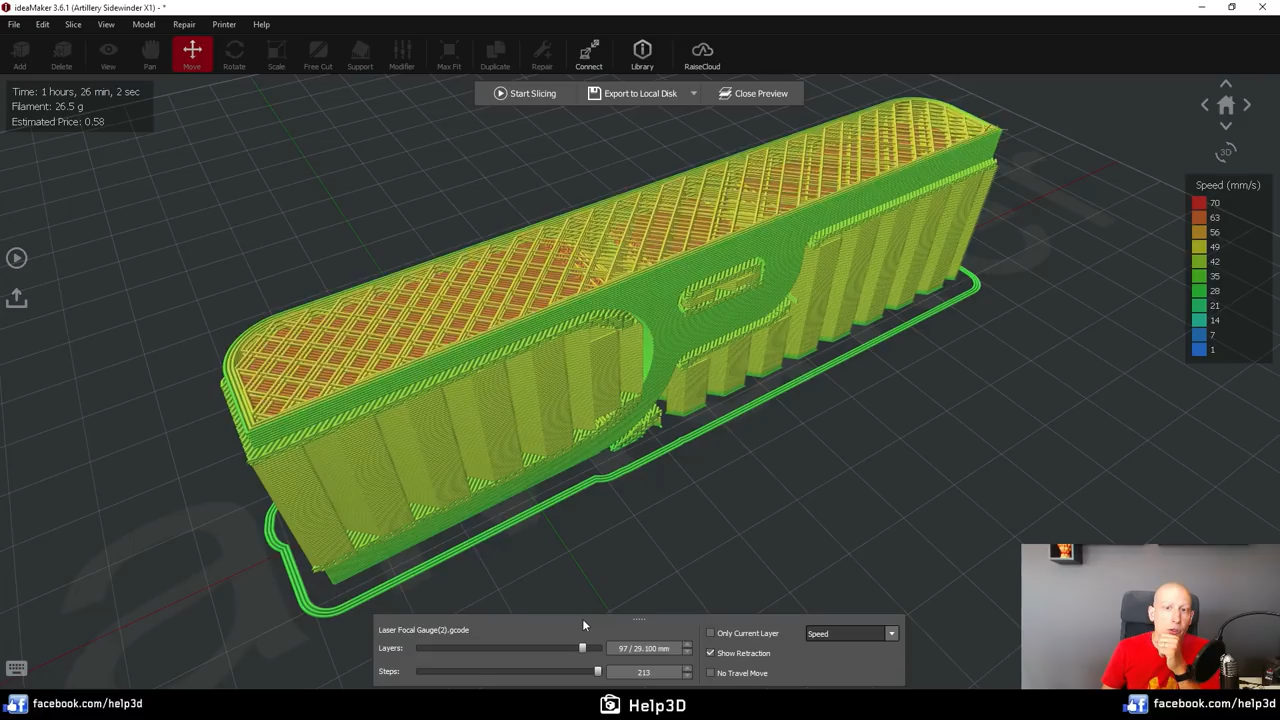 ideaMaker 3.6.1 (Artillery Sidewinder X1) - *
File Edit Slice View Model Repair Printer Help
Add Delete View Pan Move Rotate Scale Free Cut Support Modifier Max Fit Duplicate Repair Connect Library RaiseCloud
Time: 1 hours, 26 min, 2 sec
Filament: 26.5 g
Estimated Price: 0.58
Start Slicing Export to Local Disk Close Preview
3D
Speed (mm/s)
70
63
56
49
42
35
28
21
14
7
1
Laser Focal Gauge(2).gcode
Layers: 97 / 29.100 mm
Steps: 213
Only Current Layer
Show Retraction
No Travel Move
Speed
facebook.com/help3d Help3D facebook.com/help3d